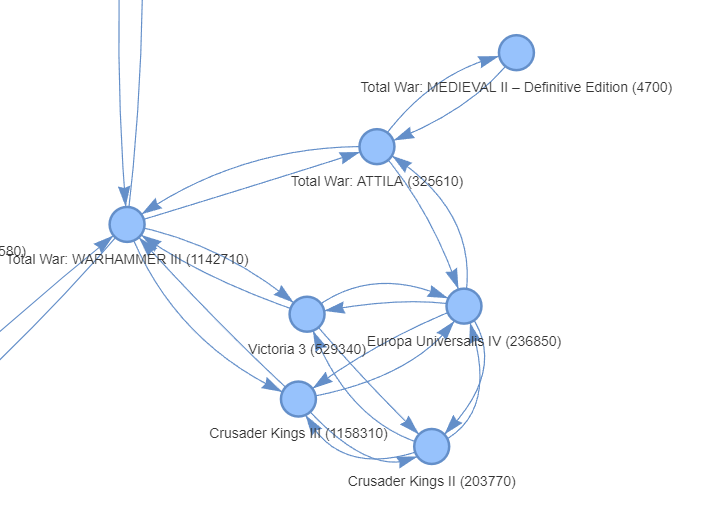 Total War: MEDIEVAL II – Definitive Edition (4700)
Total War: ATTILA (325610)
580)
Total War: WARHAMMER III (1142710)
Europa Universalis IV (236850)
Victoria 3 (529340)
Crusader Kings III (1158310)
Crusader Kings II (203770)